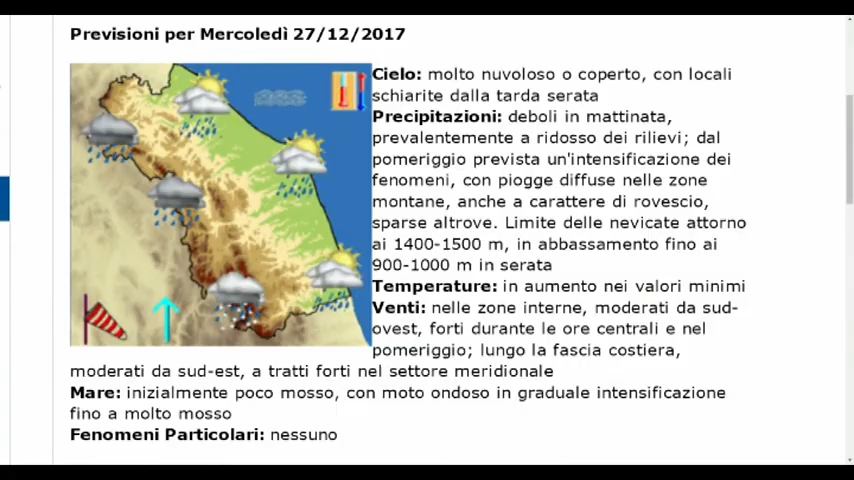 Previsioni per Mercoledì 27/12/2017
Cielo: molto nuvoloso o coperto, con locali
schiarite dalla tarda serata
Precipitazioni: deboli in mattinata,
prevalentemente a ridosso dei rilievi; dal
pomeriggio prevista un'intensificazione dei
fenomeni, con piogge diffuse nelle zone
montane, anche a carattere di rovescio,
sparse altrove. Limite delle nevicate attorno
ai 1400-1500 m, in abbassamento fino ai
900-1000 m in serata
Temperature: in aumento nei valori minimi
Venti: nelle zone interne, moderati da sud-
ovest, forti durante le ore centrali e nel
pomeriggio; lungo la fascia costiera,
moderati da sud-est, a tratti forti nel settore meridionale
Mare: inizialmente poco mosso, con moto ondoso in graduale intensificazione
fino a molto mosso
Fenomeni Particolari: nessuno